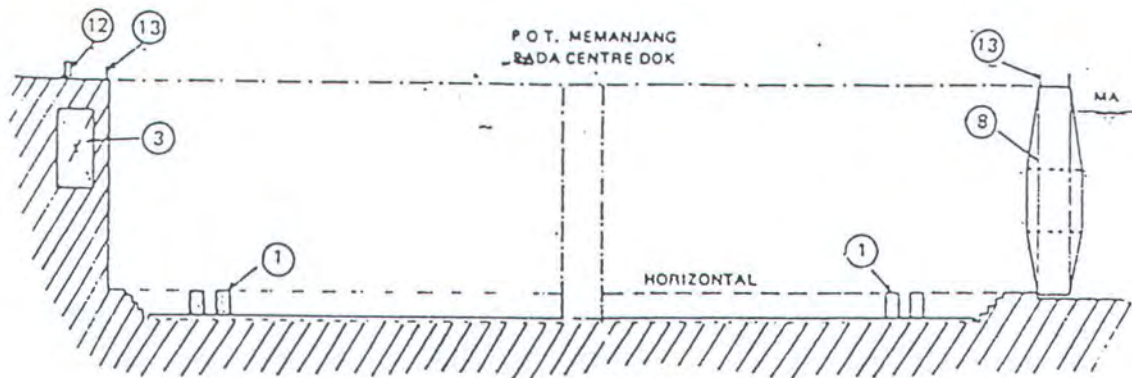 12
13
P O T. MEMANJANG
PADA CENTRE DOK
13
MA
3
8
1
1
HORIZONTAL